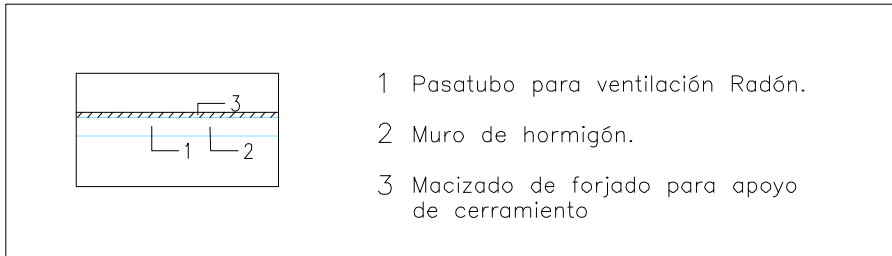 1 Pasatubo para ventilación Radón.
3
1
2
2 Muro de hormigón.
3 Macizado de forjado para apoyo
de cerramiento